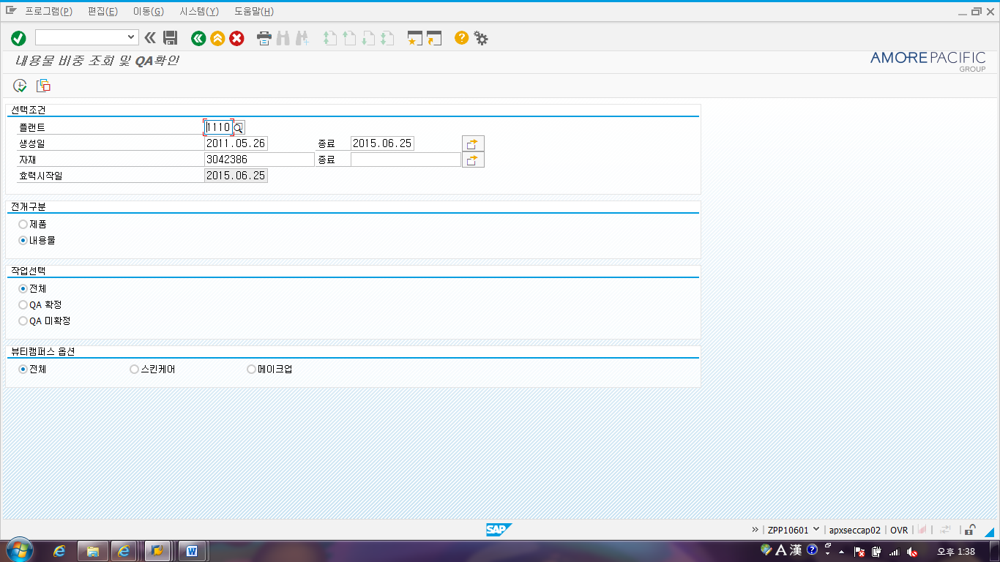 프로그램(P) 편집(E) 이동(G) 시스템(Y) 도움말(H)
내용물 비중 조회 및 QA확인
AMOREPACIFIC
GROUP
선택조건
플랜트 1110
생성일 2011.05.26 종료 2015.06.25
자재 3042386 종료
효력시작일 2015.06.25
전개구분
제품
내용물
작업선택
전체
QA 확정
QA 미확정
뷰티캠퍼스 옵션
전체 스킨케어 메이크업
SAP
ZPP10601 apxseccap02 OVR
A 漢 오후 1:38